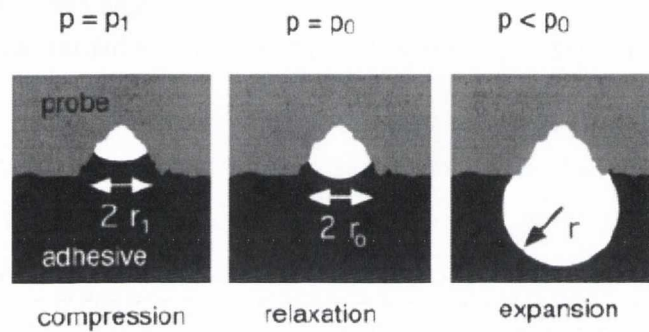 p = p₁
p = p₀
p < p₀
probe
2 r₁
adhesive
2 r₀
r
compression
relaxation
expansion